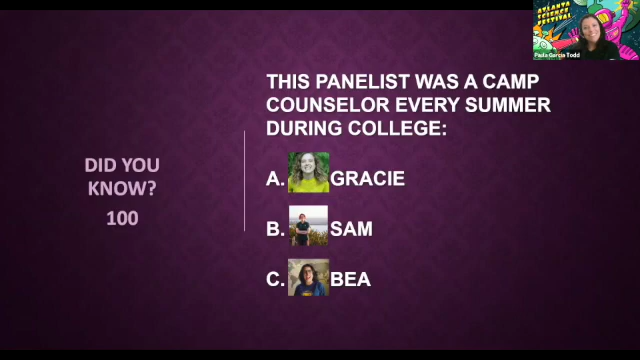 ATLANTA
SCIENCE
FESTIVAL
Paola Garcia Todd
THIS PANELIST WAS A CAMP
COUNSELOR EVERY SUMMER
DURING COLLEGE:
DID YOU
KNOW?
100
A. GRACIE
B. SAM
C. BEA